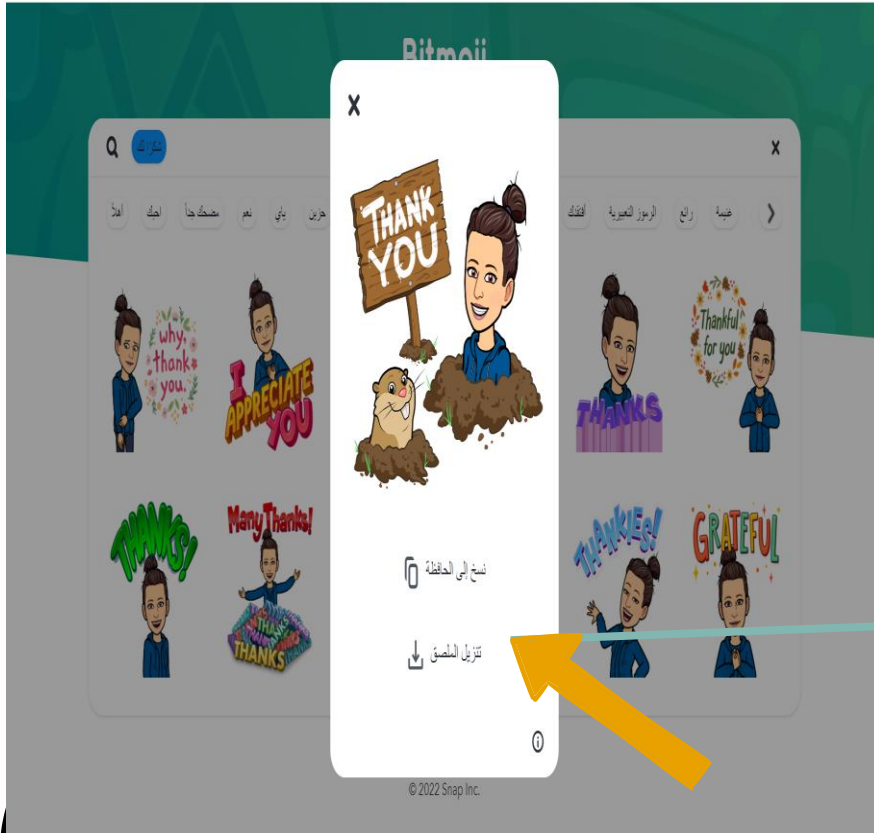 Bitmoji
شكرا لك
أهلاً
احبك
مضحك جداً
نعم
باي
حزين
أفتقدك
الرموز التعبيرية
رائع
غنيمة
THANK
YOU
why,
thank
you.
I
APPRECIATE
YOU
THANKS
Thankful
for you
THANKS!
Many Thanks!
THANKS
THANKIES!
GRATEFUL
نسخ إلى الحافظة
تنزيل الملصق
© 2022 Snap Inc.